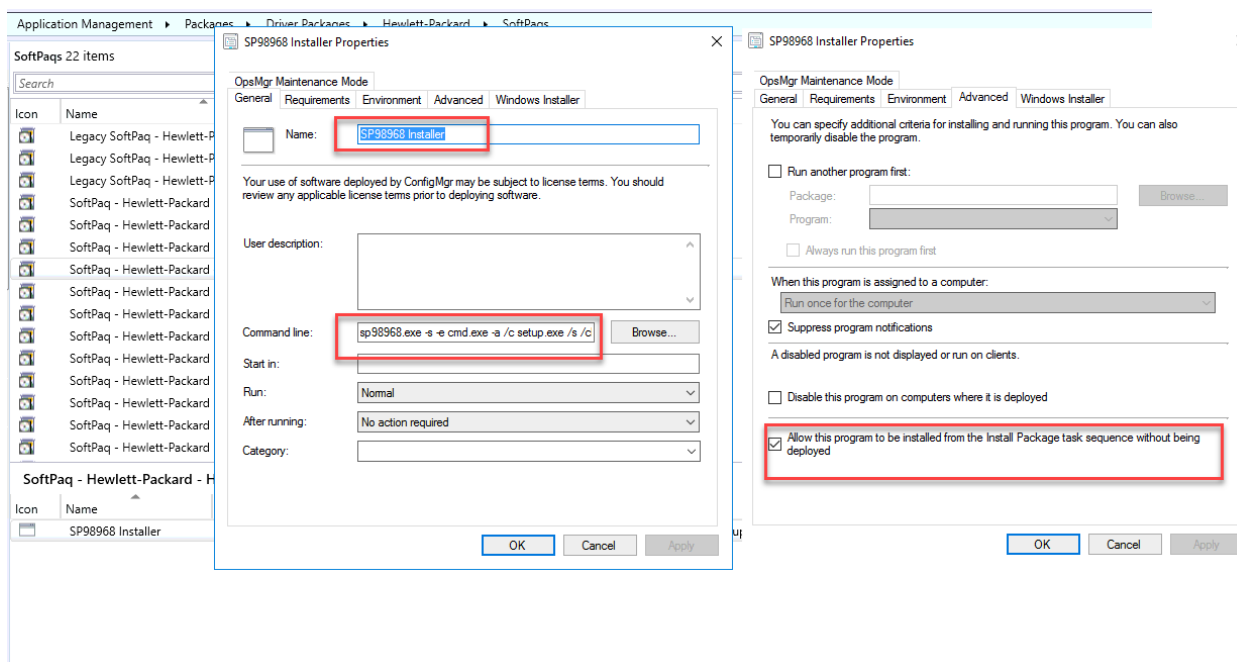 Application Management ▸ Packages ▸ Driver Packages ▸ Hewlett-Packard ▸ SoftPaqs
SoftPaqs 22 items
Search
Icon Name
Legacy SoftPaq - Hewlett-P
Legacy SoftPaq - Hewlett-P
Legacy SoftPaq - Hewlett-P
SoftPaq - Hewlett-Packard
SoftPaq - Hewlett-Packard
SoftPaq - Hewlett-Packard
SoftPaq - Hewlett-Packard
SoftPaq - Hewlett-Packard
SoftPaq - Hewlett-Packard
SoftPaq - Hewlett-Packard
SoftPaq - Hewlett-Packard
SoftPaq - Hewlett-Packard
SoftPaq - Hewlett-Packard
SoftPaq - Hewlett-Packard
SoftPaq - Hewlett-Packard
SoftPaq - Hewlett-Packard - H
Icon Name
SP98968 Installer
SP98968 Installer Properties
OpsMgr Maintenance Mode
General Requirements Environment Advanced Windows Installer
Name: SP98968 Installer
Your use of software deployed by ConfigMgr may be subject to license terms. You should
review any applicable license terms prior to deploying software.
User description:
Command line: sp98968.exe -s -e cmd.exe -a /c setup.exe /s /c Browse...
Start in:
Run: Normal
After running: No action required
Category:
OK Cancel Apply
SP98968 Installer Properties
OpsMgr Maintenance Mode
General Requirements Environment Advanced Windows Installer
You can specify additional criteria for installing and running this program. You can also
temporarily disable the program.
Run another program first:
Package: Browse...
Program:
Always run this program first
When this program is assigned to a computer:
Run once for the computer
Suppress program notifications
A disabled program is not displayed or run on clients.
Disable this program on computers where it is deployed
Allow this program to be installed from the Install Package task sequence without being
deployed
OK Cancel Apply